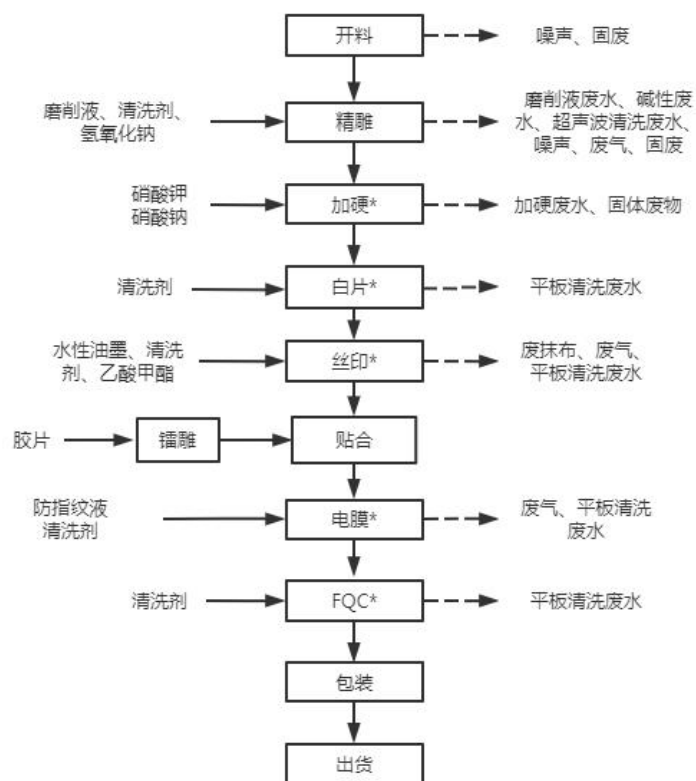 开料
噪声、固废
磨削液、清洗剂、
氢氧化钠
精雕
磨削液废水、碱性废
水、超声波清洗废水、
噪声、废气、固废
硝酸钾
硝酸钠
加硬*
加硬废水、固体废物
清洗剂
白片*
平板清洗废水
水性油墨、清洗
剂、乙酸甲酯
丝印*
废抹布、废气、
平板清洗废水
胶片
镭雕
贴合
防指纹液
清洗剂
电膜*
废气、平板清洗
废水
清洗剂
FQC*
平板清洗废水
包装
出货